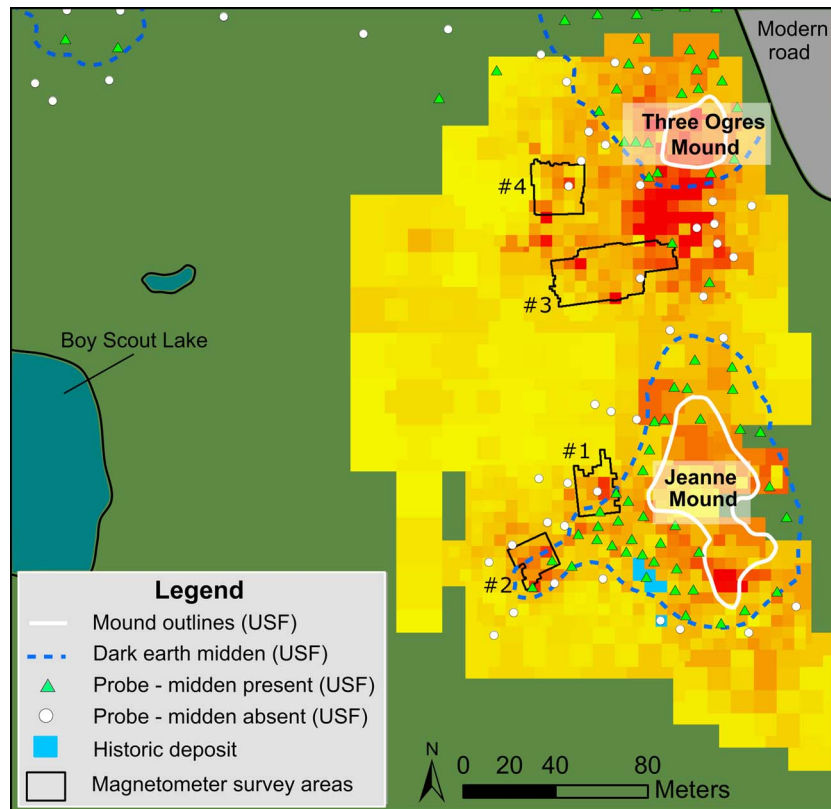 Modern
road
Three Ogres
Mound
#4
#3
Boy Scout Lake
#1
Jeanne
Mound
#2
Legend
Mound outlines (USF)
Dark earth midden (USF)
Probe - midden present (USF)
Probe - midden absent (USF)
Historic deposit
Magnetometer survey areas
N
0 20 40 80
Meters